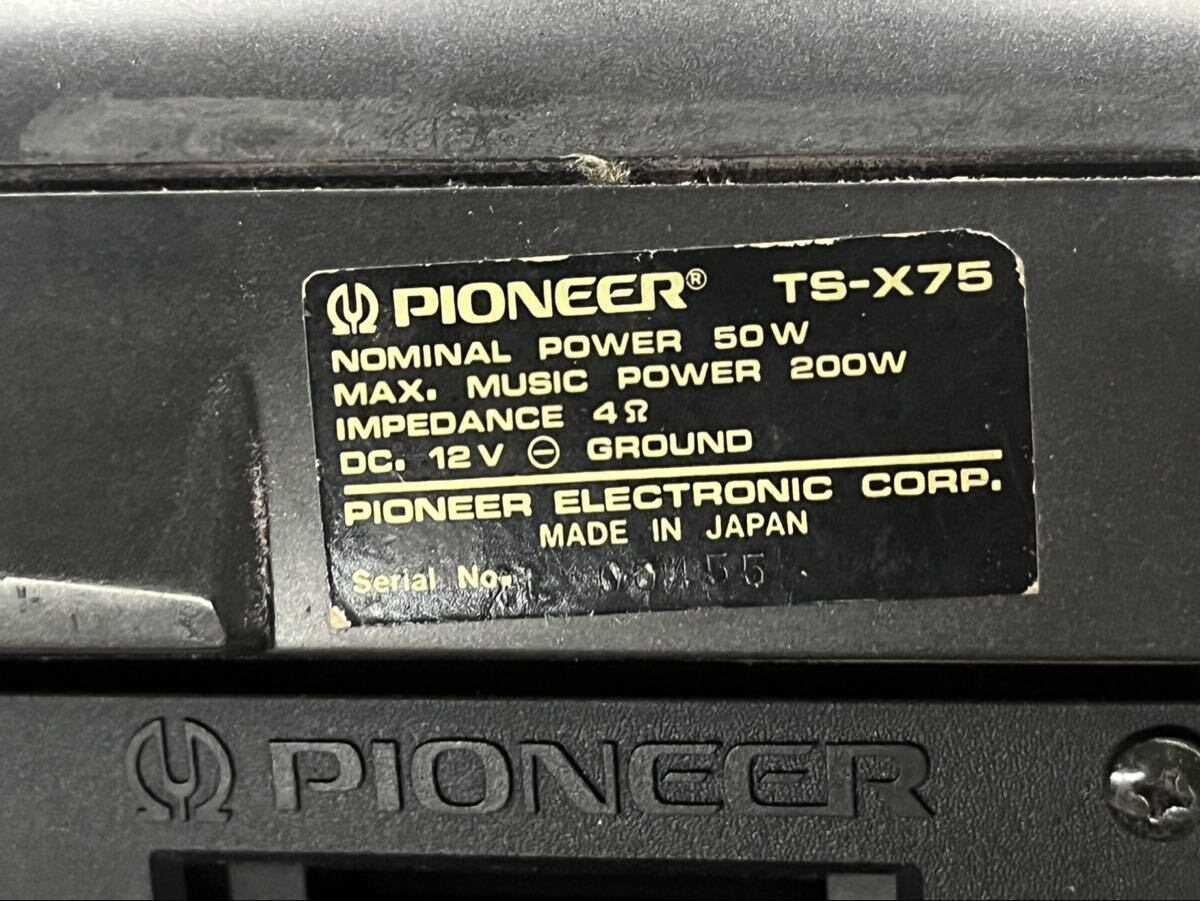 PIONEER® TS-X75
NOMINAL POWER 50W
MAX. MUSIC POWER 200W
IMPEDANCE 4Ω
DC. 12V ⊖ GROUND
PIONEER ELECTRONIC CORP.
MADE IN JAPAN
Serial No.
PIONEER